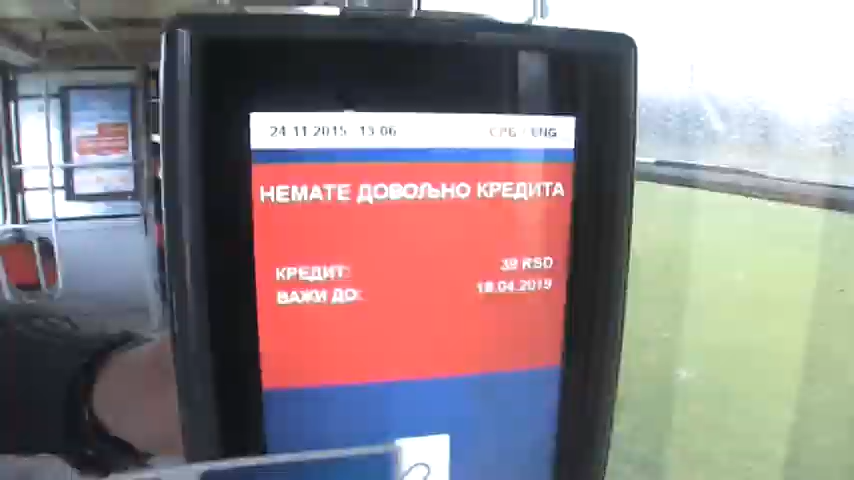 24.11.2015 13:06 СРБ / ENG
НЕМАТЕ ДОВОЉНО КРЕДИТА
КРЕДИТ: 39 RSD
ВАЖИ ДО: 18.04.2019